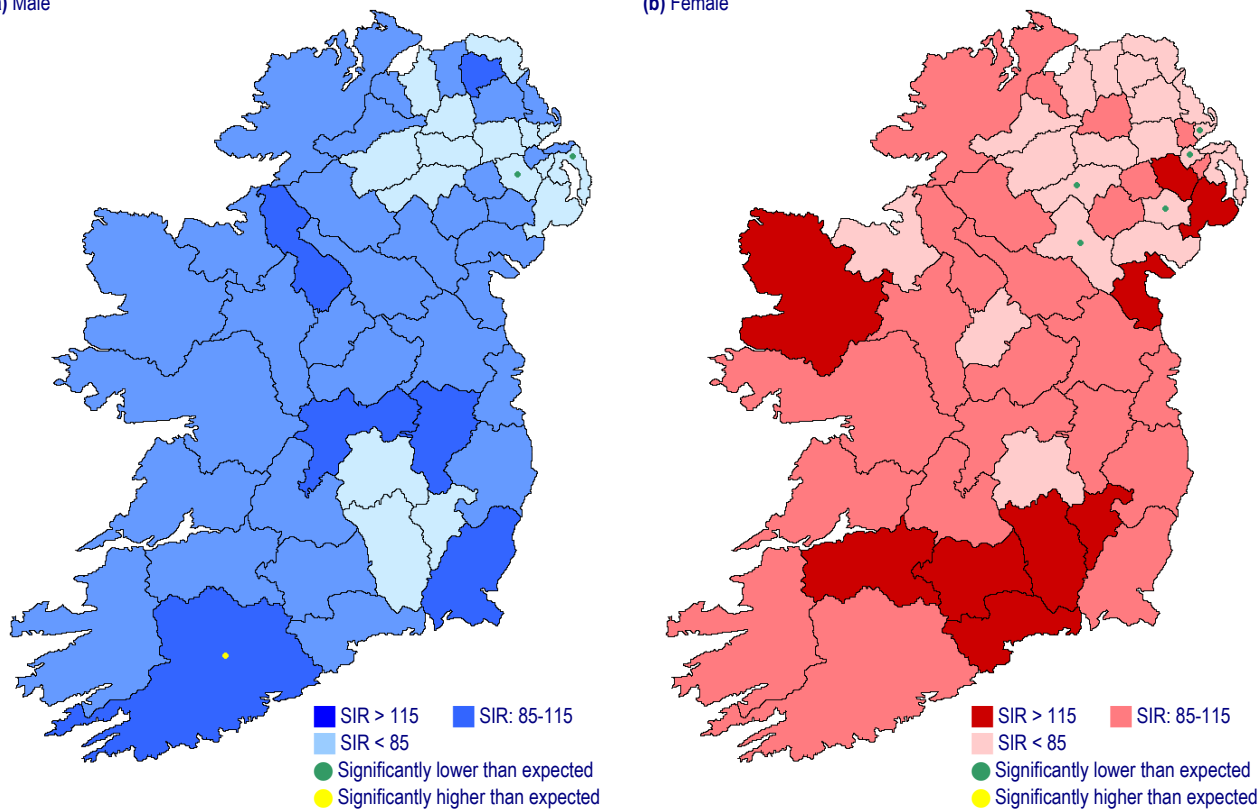 a) Male
SIR > 115 SIR: 85-115
SIR < 85
Significantly lower than expected
Significantly higher than expected
(b) Female
SIR > 115 SIR: 85-115
SIR < 85
Significantly lower than expected
Significantly higher than expected